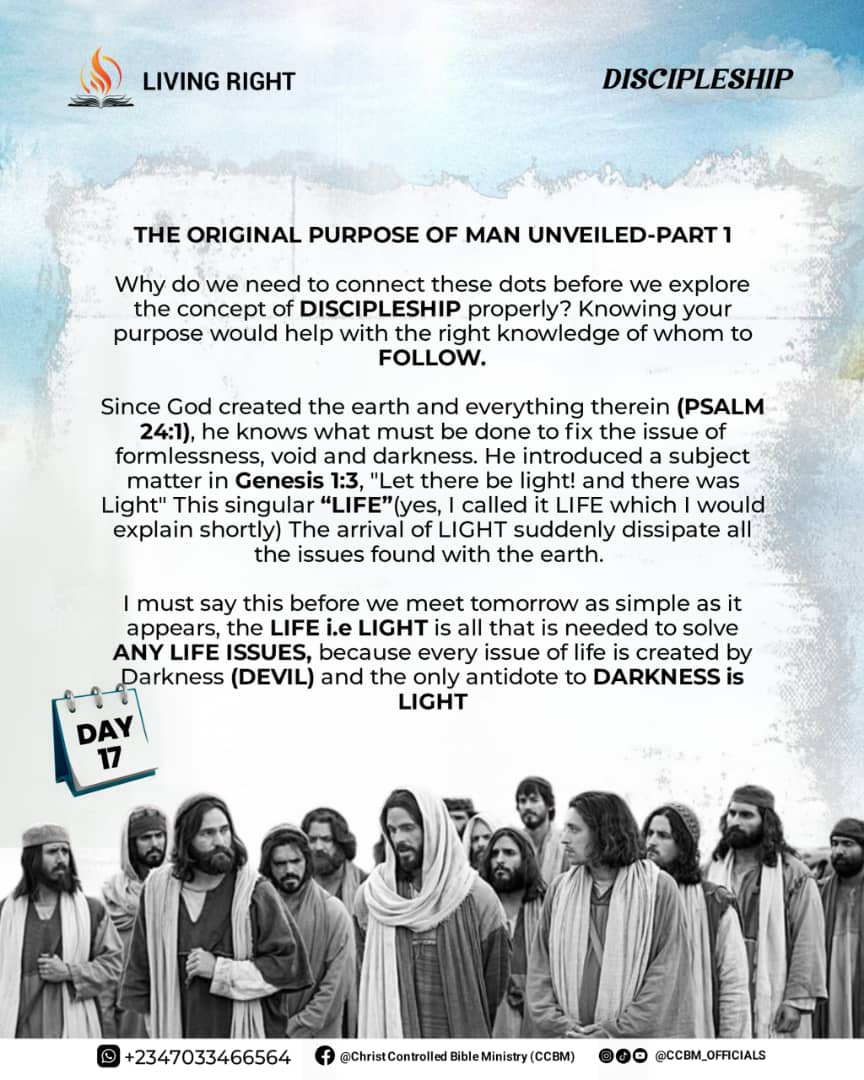 LIVING RIGHT
DISCIPLESHIP
THE ORIGINAL PURPOSE OF MAN UNVEILED-PART 1
Why do we need to connect these dots before we explore
the concept of DISCIPLESHIP properly? Knowing your
purpose would help with the right knowledge of whom to
FOLLOW.
Since God created the earth and everything therein (PSALM
24:1), he knows what must be done to fix the issue of
formlessness, void and darkness. He introduced a subject
matter in Genesis 1:3, "Let there be light! and there was
Light" This singular “LIFE”(yes, I called it LIFE which I would
explain shortly) The arrival of LIGHT suddenly dissipate all
the issues found with the earth.
I must say this before we meet tomorrow as simple as it
appears, the LIFE i.e LIGHT is all that is needed to solve
ANY LIFE ISSUES, because every issue of life is created by
Darkness (DEVIL) and the only antidote to DARKNESS is
LIGHT
DAY
17
+2347033466564
@Christ Controlled Bible Ministry (CCBM)
@CCBM_OFFICIALS